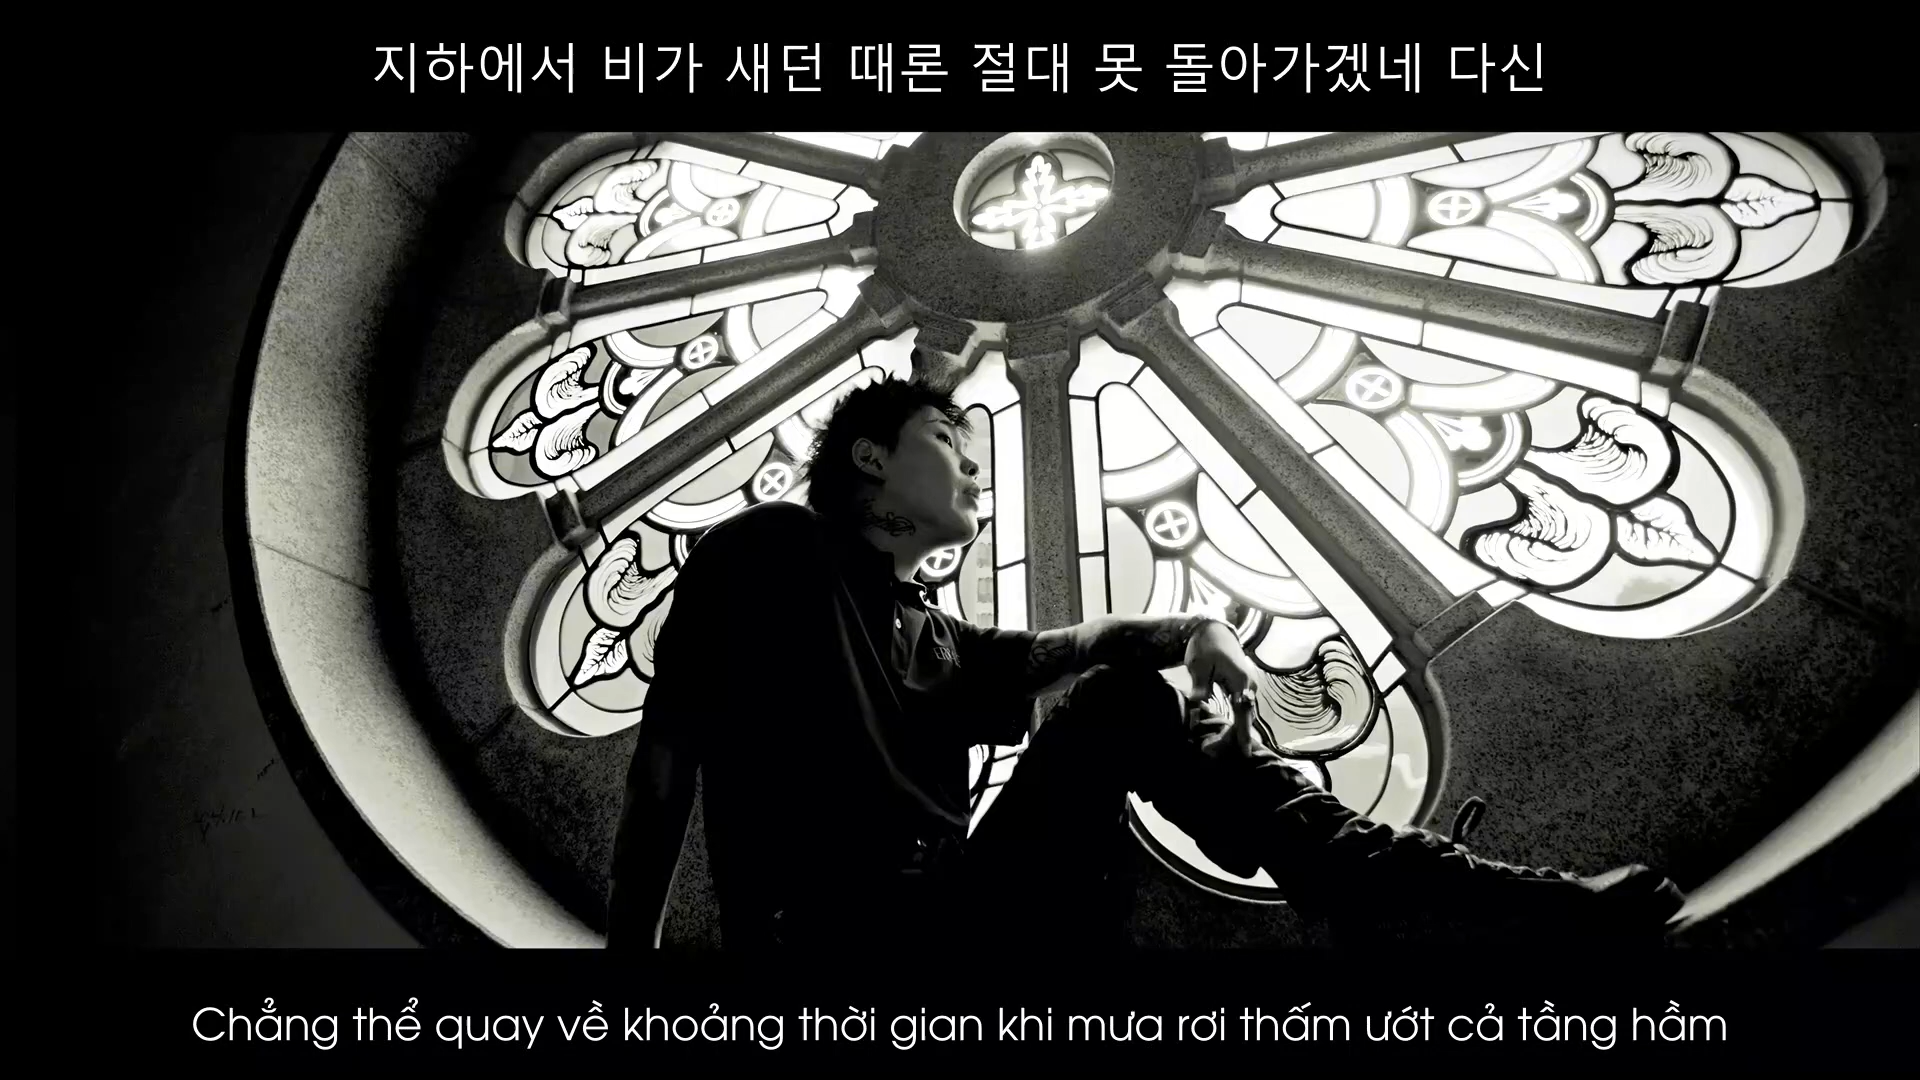 지하에서 비가 새던 때론 절대 못 돌아가겠네 다신
Chẳng thể quay về khoảng thời gian khi mưa rơi thấm ướt cả tầng hầm